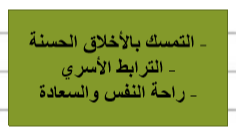 - التمسك بالأخلاق الحسنة
- الترابط الأسري
- راحة النفس والسعادة